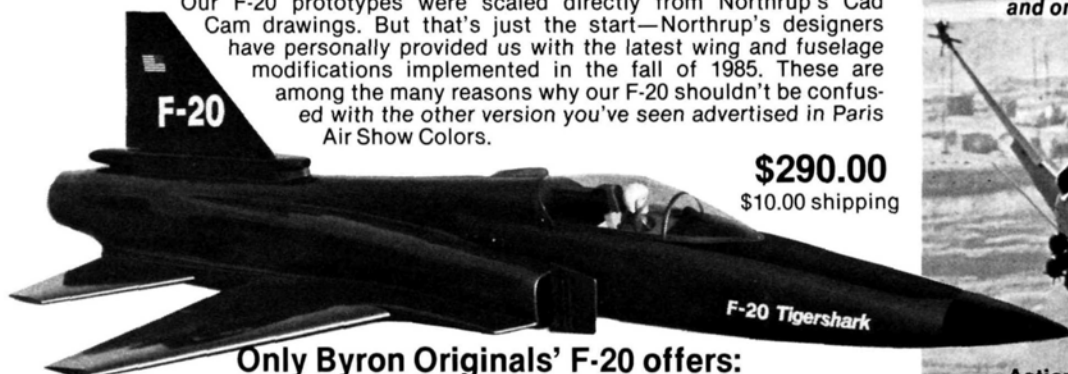 Our F-20 prototypes were scaled directly from Northrup's Cad
Cam drawings. But that's just the start—Northrup's designers
have personally provided us with the latest wing and fuselage
modifications implemented in the fall of 1985. These are
among the many reasons why our F-20 shouldn't be confus-
ed with the other version you've seen advertised in Paris
Air Show Colors.
and
F-20
$290.00
$10.00 shipping
F-20 Tigershark
Only Byron Originals' F-20 offers: